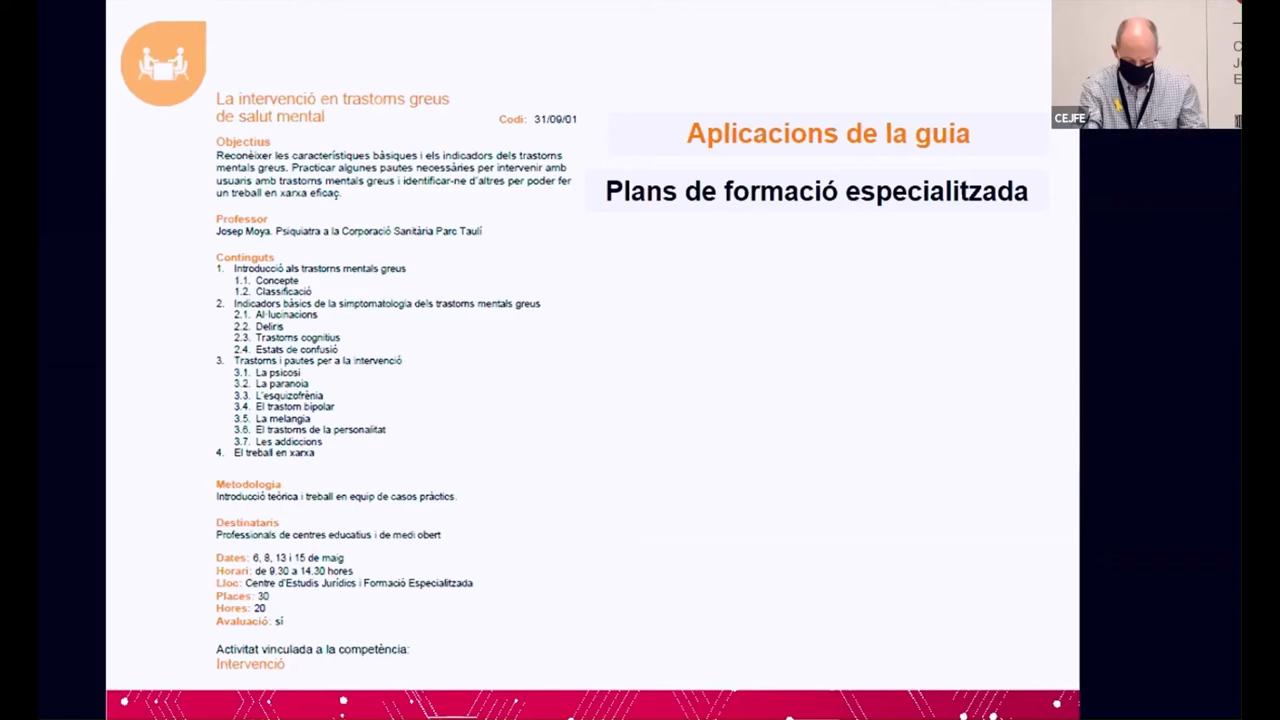 La intervenció en trastorns greus
de salut mental
Codi: 31/09/01
Objectius
Reconèixer les característiques bàsiques i els indicadors dels trastorns
mentals greus. Practicar algunes pautes necessàries per intervenir amb
usuaris amb trastorns mentals greus i identificar-ne d'altres per poder fer
un treball en xarxa eficaç.
Professor
Josep Moya. Psiquiatra a la Corporació Sanitària Parc Taulí
Continguts
1. Introducció als trastorns mentals greus
1.1. Concepte
1.2. Classificació
2. Indicadors bàsics de la simptomatologia dels trastorns mentals greus
2.1. Al·lucinacions
2.2. Deliris
2.3. Trastorns cognitius
2.4. Estats de confusió
3. Trastorns i pautes per a la intervenció
3.1. La psicosi
3.2. La paranoia
3.3. L'esquizofrènia
3.4. El trastorn bipolar
3.5. La melangia
3.6. El trastorns de la personalitat
3.7. Les addiccions
4. El treball en xarxa
Metodologia
Introducció teòrica i treball en equip de casos pràctics.
Destinataris
Professionals de centres educatius i de medi obert
Dates: 6, 8, 13 i 15 de maig
Horari: de 9.30 a 14.30 hores
Lloc: Centre d'Estudis Jurídics i Formació Especialitzada
Places: 30
Hores: 20
Avaluació: sí
Activitat vinculada a la competència:
Intervenció
Aplicacions de la guia
Plans de formació especialitzada
CEJFE